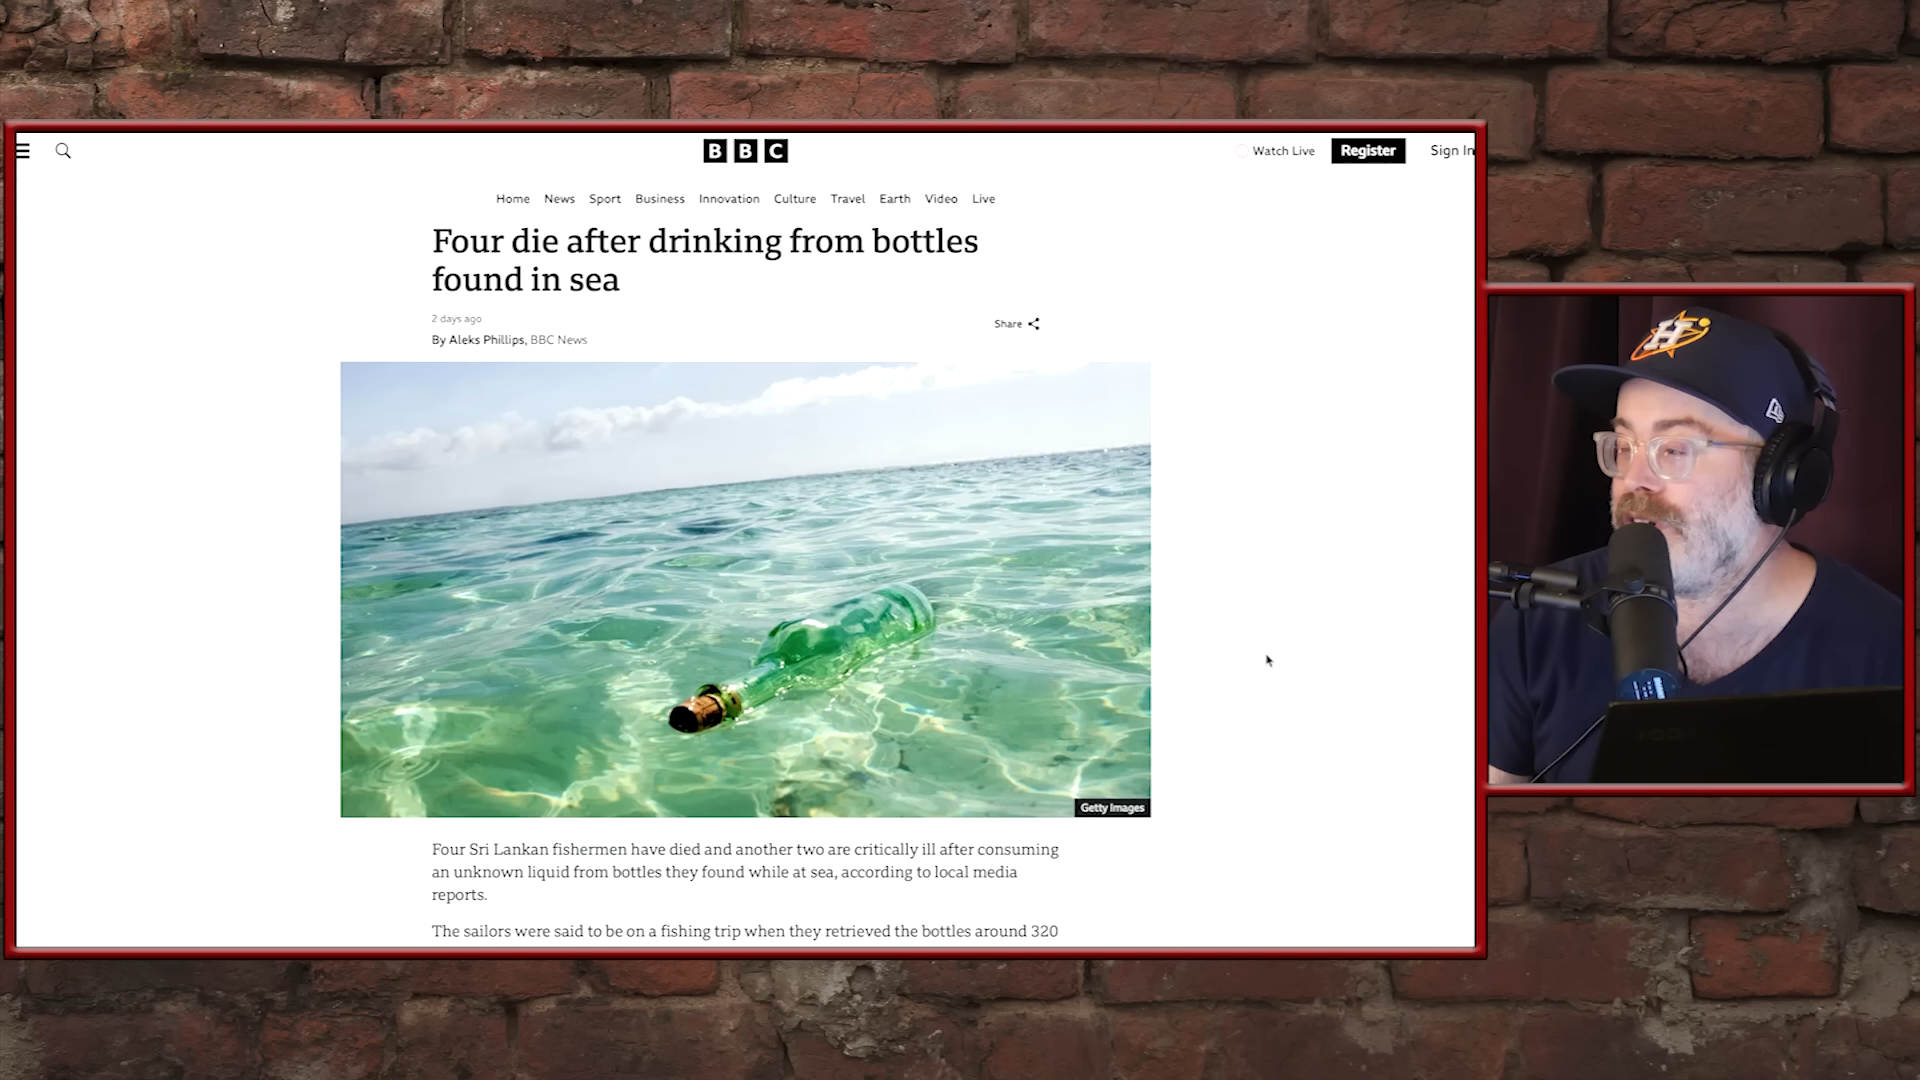 BBC
Watch Live
Register
Sign In
Home News Sport Business Innovation Culture Travel Earth Video Live
Four die after drinking from bottles
found in sea
2 days ago
Share
By Aleks Phillips, BBC News
H
Getty Images
Four Sri Lankan fishermen have died and another two are critically ill after consuming
an unknown liquid from bottles they found while at sea, according to local media
reports.
The sailors were said to be on a fishing trip when they retrieved the bottles around 320